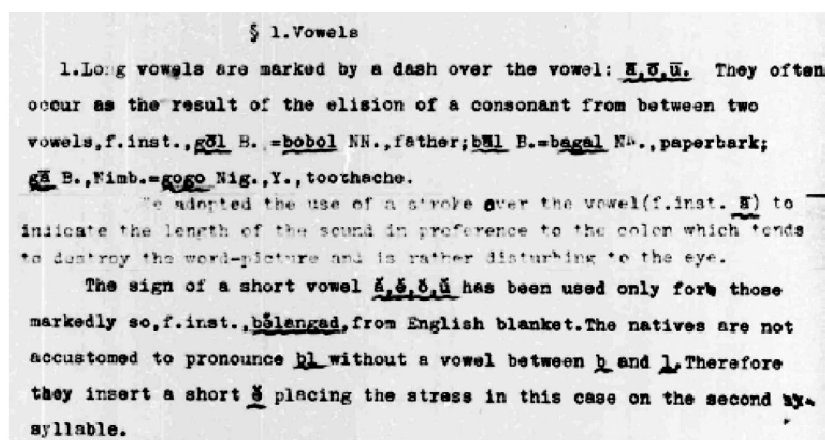 § 1.Vowels
1.Long vowels are marked by a dash over the vowel: ā,ō,ū. They often
occur as the result of the elision of a consonant from between two
vowels,f.inst.,gōl B. =bobol NN.,father;bāl B.=bagal NN.,paperbark;
gā B.,Nimb.=gogo Nig.,Y.,toothache.
We adopted the use of a stroke over the vowel(f.inst. ā) to
indicate the length of the sound in preference to the colon which tends
to destroy the word-picture and is rather disturbing to the eye.
The sign of a short vowel ă,ĕ,ŏ,ŭ has been used only for those
markedly so,f.inst.,bĕlangad,from English blanket.The natives are not
accustomed to pronounce bl without a vowel between b and l.Therefore
they insert a short ĕ placing the stress in this case on the second
syllable.